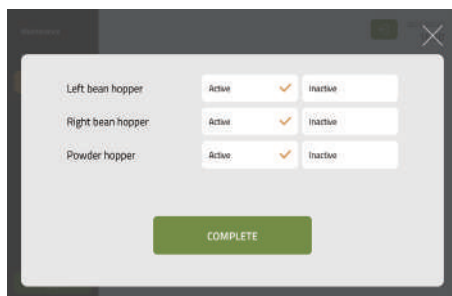 Left bean hopper Active Inactive
Right bean hopper Active Inactive
Powder hopper Active Inactive
COMPLETE